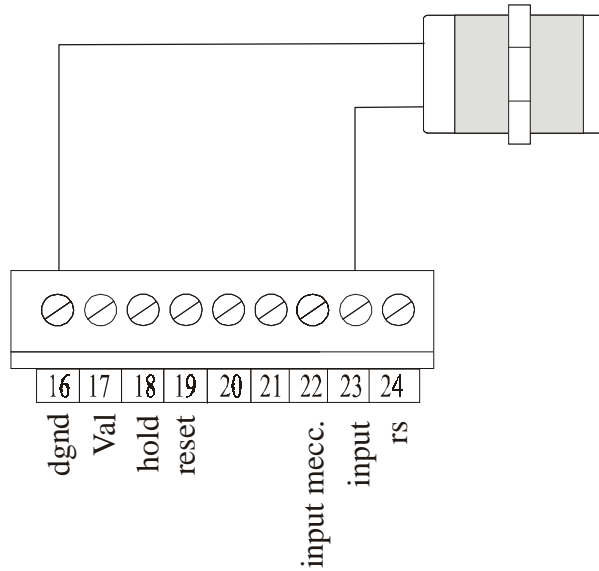 16 17 18 19 20 21 22 23 24
dgnd
Val
hold
reset
input mecc.
input
rs